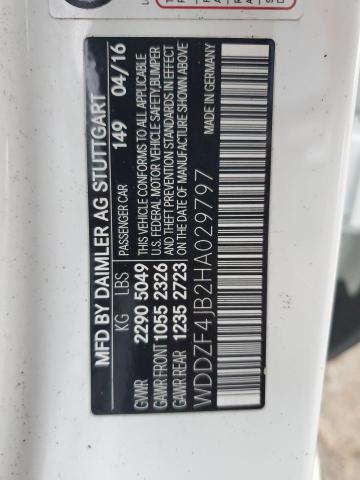 MFD BY DAIMLER AG STUTTGART
KG LBS PASSENGER CAR 149 04/16
GVWR 2290 5049 THIS VEHICLE CONFORMS TO ALL APPLICABLE
GAWR FRONT 1055 2326 U.S. FEDERAL MOTOR VEHICLE SAFETY,BUMPER
GAWR REAR 1235 2723 & THEFT PREVENTION STANDARDS IN EFFECT
ON THE DATE OF MANUFACTURE SHOWN ABOVE
WDDZF4JB2HA029797 MADE IN GERMANY